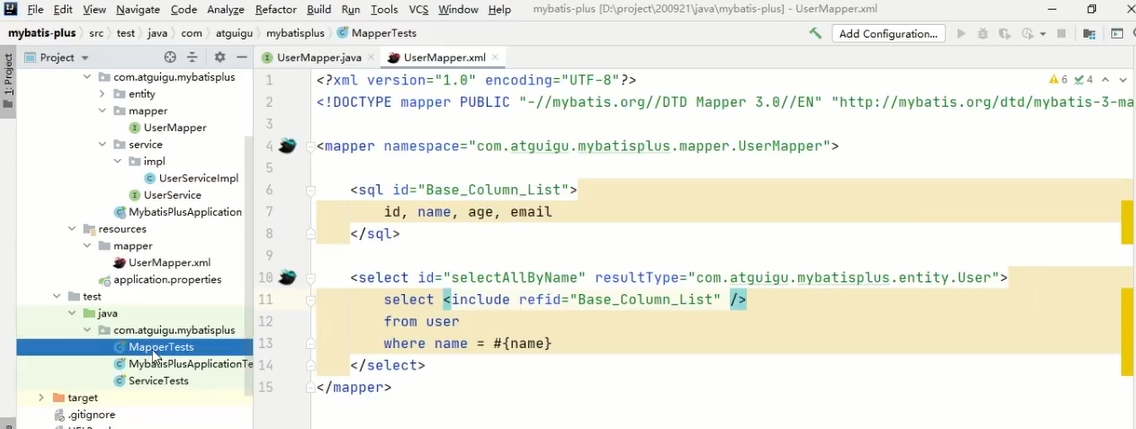 File Edit View Navigate Code Analyze Refactor Build Run Tools VCS Window Help mybatis-plus [D:\project\200921\java\mybatis-plus] - UserMapper.xml
mybatis-plus src test java com atguigu mybatisplus MapperTests Add Configuration...
1: Project
Project
UserMapper.java UserMapper.xml
com.atguigu.mybatisplus
entity
mapper
UserMapper
service
impl
UserServiceImpl
UserService
MybatisPlusApplication
resources
mapper
UserMapper.xml
application.properties
test
java
com.atguigu.mybatisplus
MapperTests
MybatisPlusApplicationTe
ServiceTests
target
.gitignore
6 4
1 <?xml version="1.0" encoding="UTF-8"?>
2 <!DOCTYPE mapper PUBLIC "-//mybatis.org//DTD Mapper 3.0//EN" "http://mybatis.org/dtd/mybatis-3-ma
3
4 <mapper namespace="com.atguigu.mybatisplus.mapper.UserMapper">
5
6 <sql id="Base_Column_List">
7 id, name, age, email
8 </sql>
9
10 <select id="selectAllByName" resultType="com.atguigu.mybatisplus.entity.User">
11 select <include refid="Base_Column_List" />
12 from user
13 where name = #{name}
14 </select>
15 </mapper>